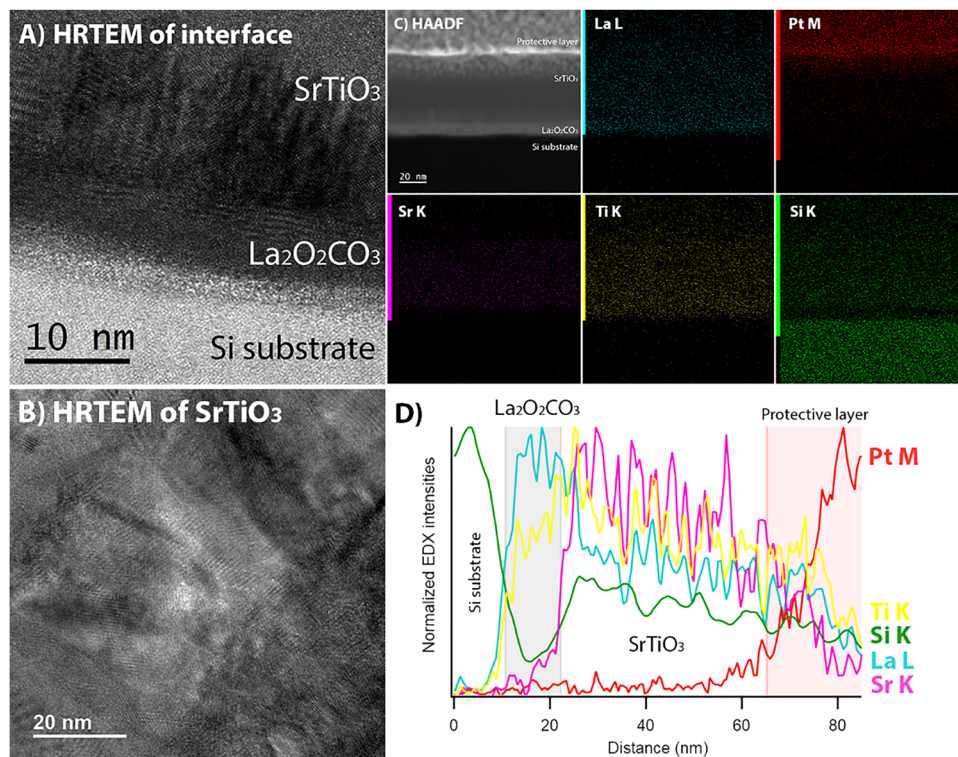 A) HRTEM of interface
SrTiO₃
La₂O₂CO₃
10 nm
Si substrate
B) HRTEM of SrTiO₃
20 nm
C) HAADF
Protective layer
SrTiO₃
La₂O₂CO₃
Si substrate
20 nm
La L
Pt M
Sr K
Ti K
Si K
D)
La₂O₂CO₃
Protective layer
Pt M
Normalized EDX intensities
Si substrate
SrTiO₃
Ti K
Si K
La L
Sr K
0 20 40 60 80
Distance (nm)